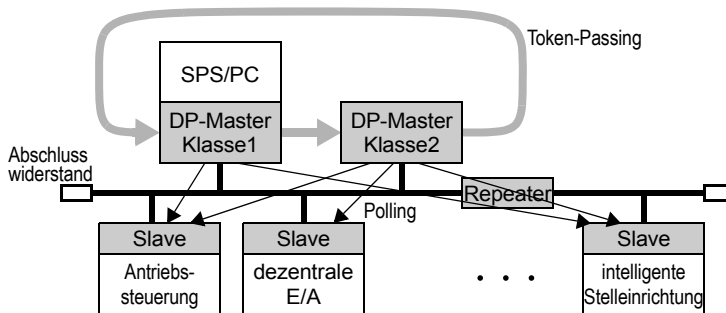 Token-Passing
SPS/PC
DP-Master
Klasse1
DP-Master
Klasse2
Abschluss
widerstand
Repeater
Polling
Slave
Slave
Slave
Antriebs-
steuerung
dezentrale
E/A
. . .
intelligente
Stelleinrichtung